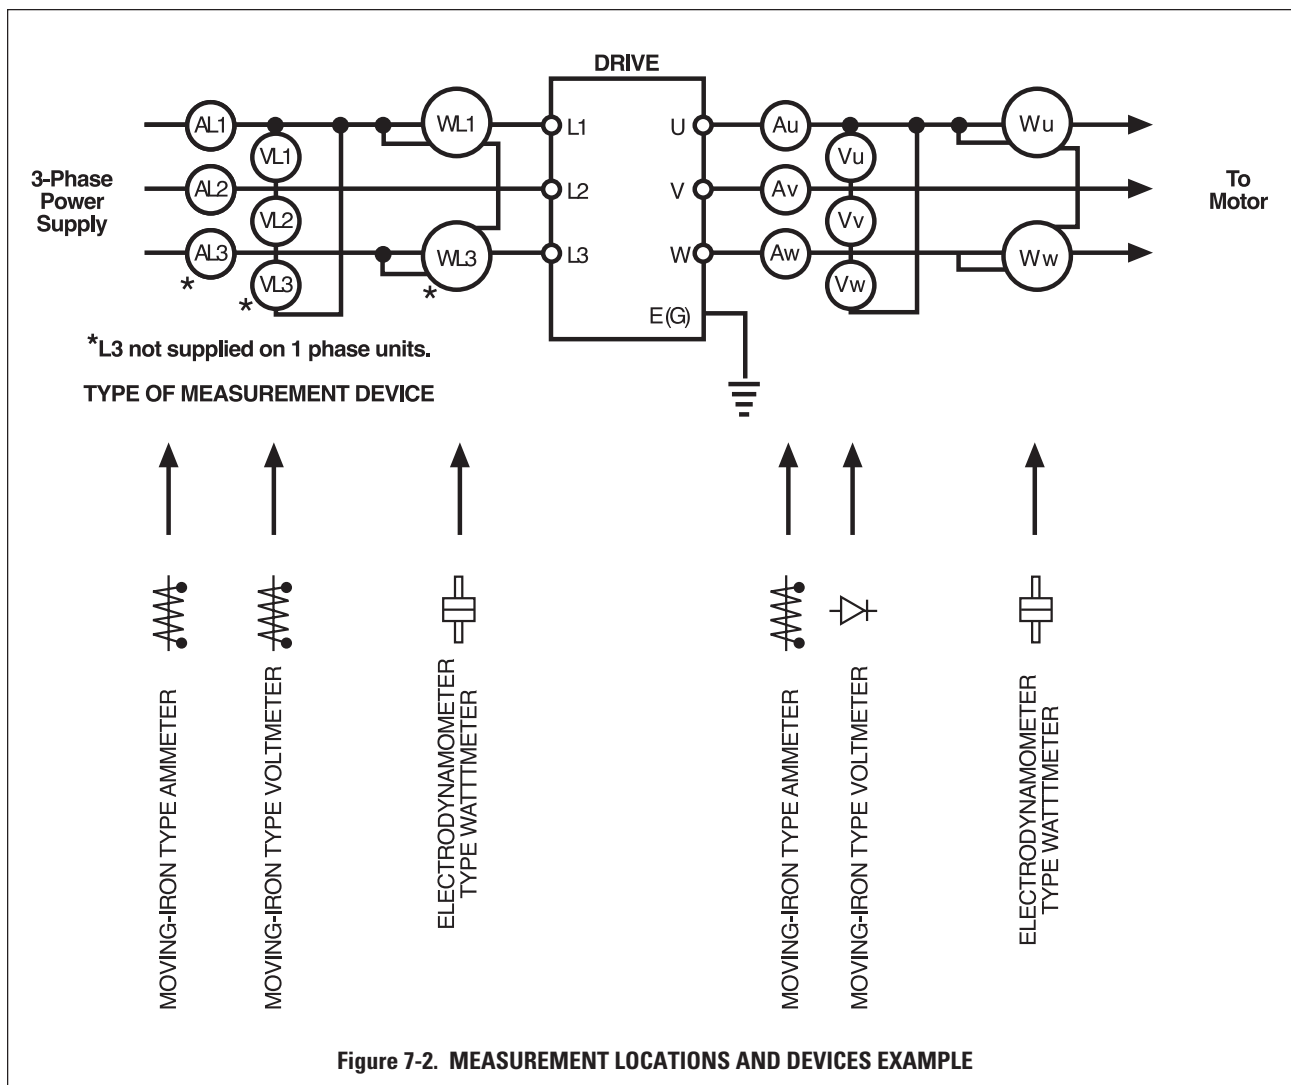 DRIVE
AL1
VL1
WL1
L1
U
Au
Vu
Wu
3-Phase
Power
Supply
AL2
VL2
L2
V
Av
Vv
To
Motor
AL3
*
VL3
*
WL3
*
L3
W
Aw
Vw
Ww
E(G)
*L3 not supplied on 1 phase units.
TYPE OF MEASUREMENT DEVICE
MOVING-IRON TYPE AMMETER
MOVING-IRON TYPE VOLTMETER
ELECTRODYNAMOMETER
TYPE WATTTMETER
MOVING-IRON TYPE AMMETER
MOVING-IRON TYPE VOLTMETER
ELECTRODYNAMOMETER
TYPE WATTTMETER
Figure 7-2. MEASUREMENT LOCATIONS AND DEVICES EXAMPLE